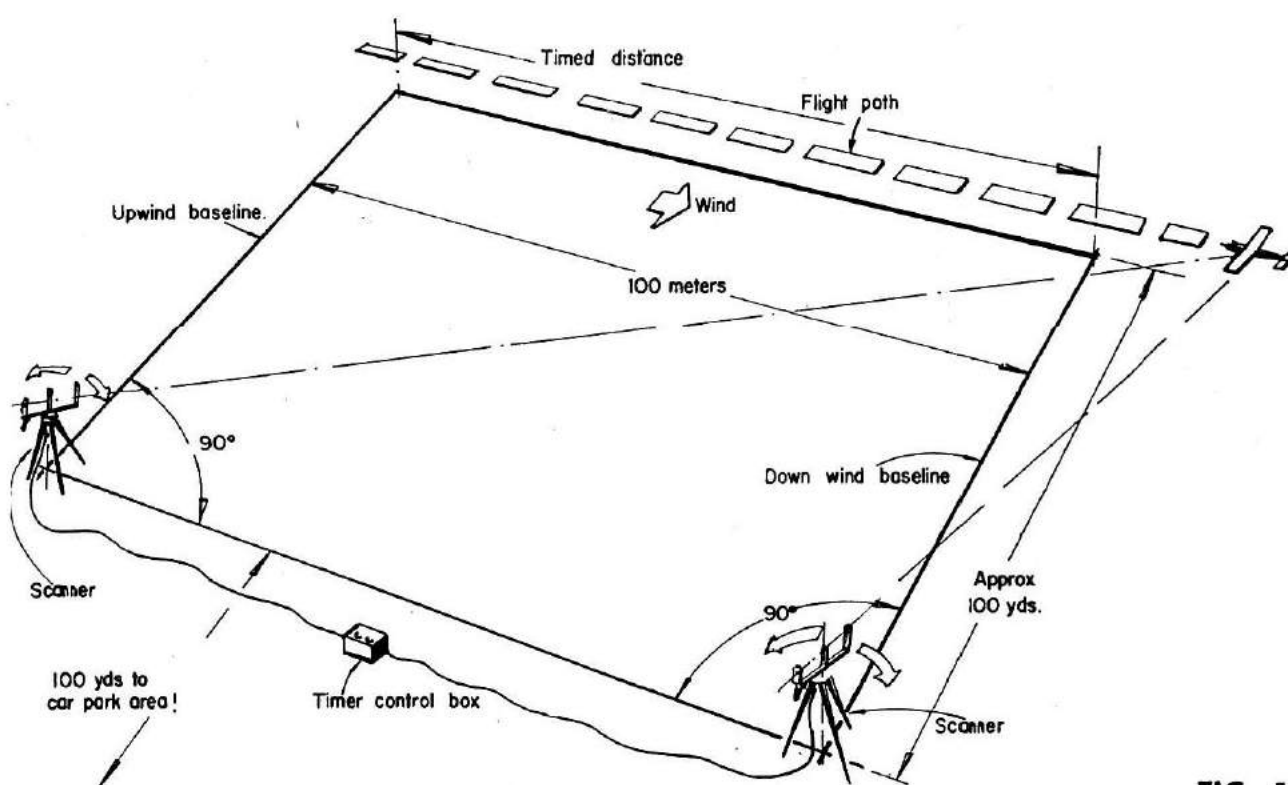 Timed distance
Flight path
Upwind baseline.
Wind
100 meters
90°
Down wind baseline
Scanner
Approx
100 yds.
90°
100 yds to
car park area!
Timer control box
Scanner